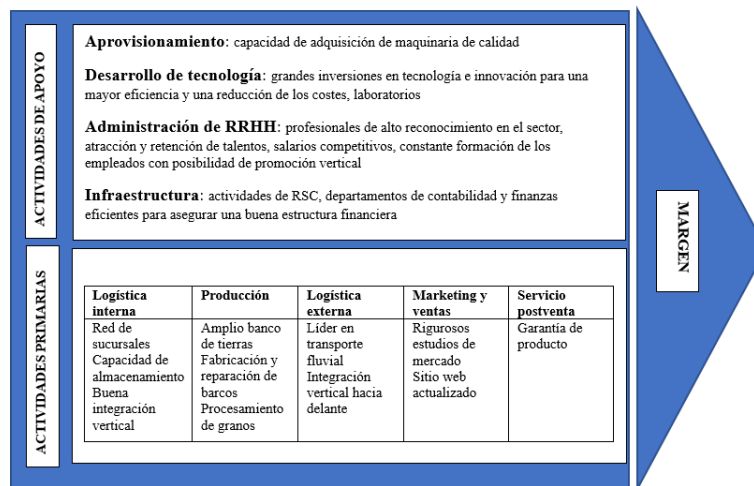 ACTIVIDADES DE APOYO
Aprovisionamiento: capacidad de adquisición de maquinaria de calidad
Desarrollo de tecnología: grandes inversiones en tecnología e innovación para una
mayor eficiencia y una reducción de los costes, laboratorios
Administración de RRHH: profesionales de alto reconocimiento en el sector,
atracción y retención de talentos, salarios competitivos, constante formación de los
empleados con posibilidad de promoción vertical
Infraestructura: actividades de RSC, departamentos de contabilidad y finanzas
eficientes para asegurar una buena estructura financiera
MARGEN
ACTIVIDADES PRIMARIAS
Logística
interna
Red de
sucursales
Capacidad de
almacenamiento
Buena
integración
vertical
Producción
Amplio banco
de tierras
Fabricación y
reparación de
barcos
Procesamiento
de granos
Logística
externa
Líder en
transporte
fluvial
Integración
vertical hacia
delante
Marketing y
ventas
Rigurosos
estudios de
mercado
Sitio web
actualizado
Servicio
postventa
Garantía de
producto